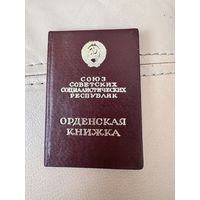 СОЮЗ
СОВЕТСКИХ
СОЦИАЛИСТИЧЕСКИХ
РЕСПУБЛИК
ОРДЕНСКАЯ
КНИЖКА